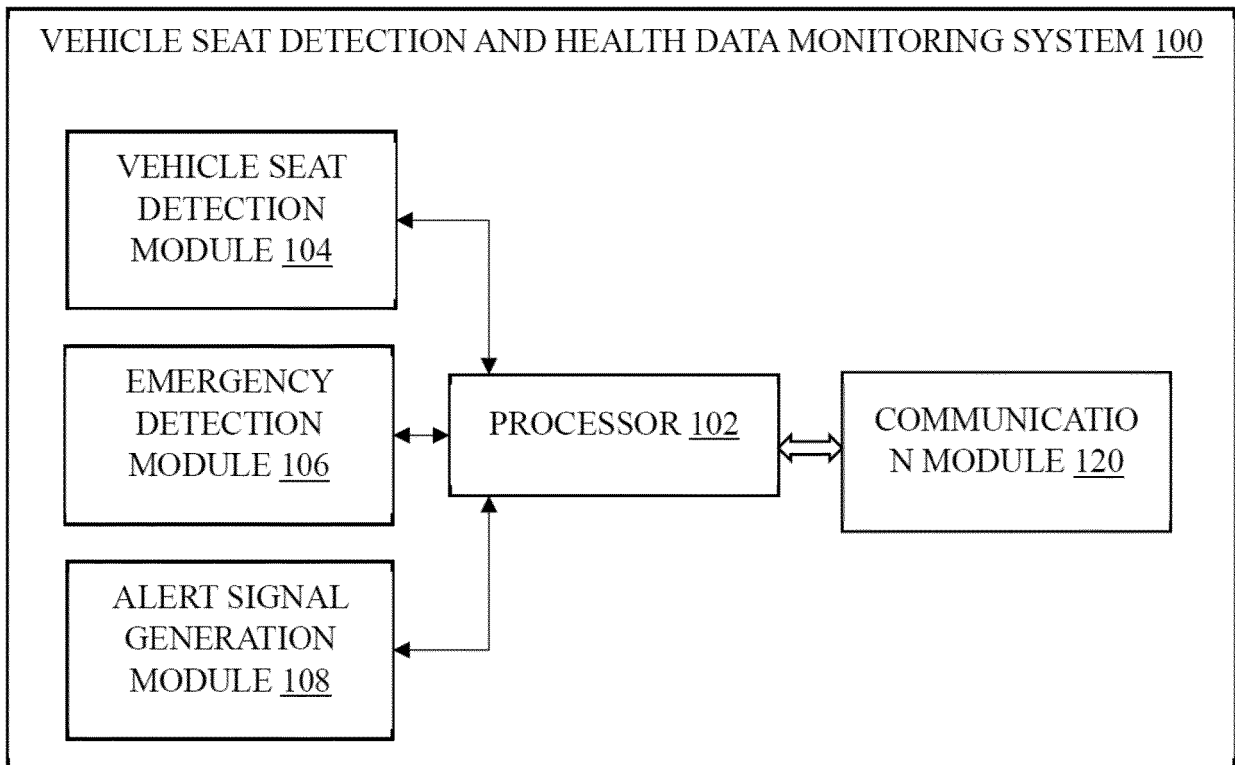 VEHICLE SEAT DETECTION AND HEALTH DATA MONITORING SYSTEM 100
VEHICLE SEAT
DETECTION
MODULE 104
EMERGENCY
DETECTION
MODULE 106
ALERT SIGNAL
GENERATION
MODULE 108
PROCESSOR 102
COMMUNICATIO
N MODULE 120